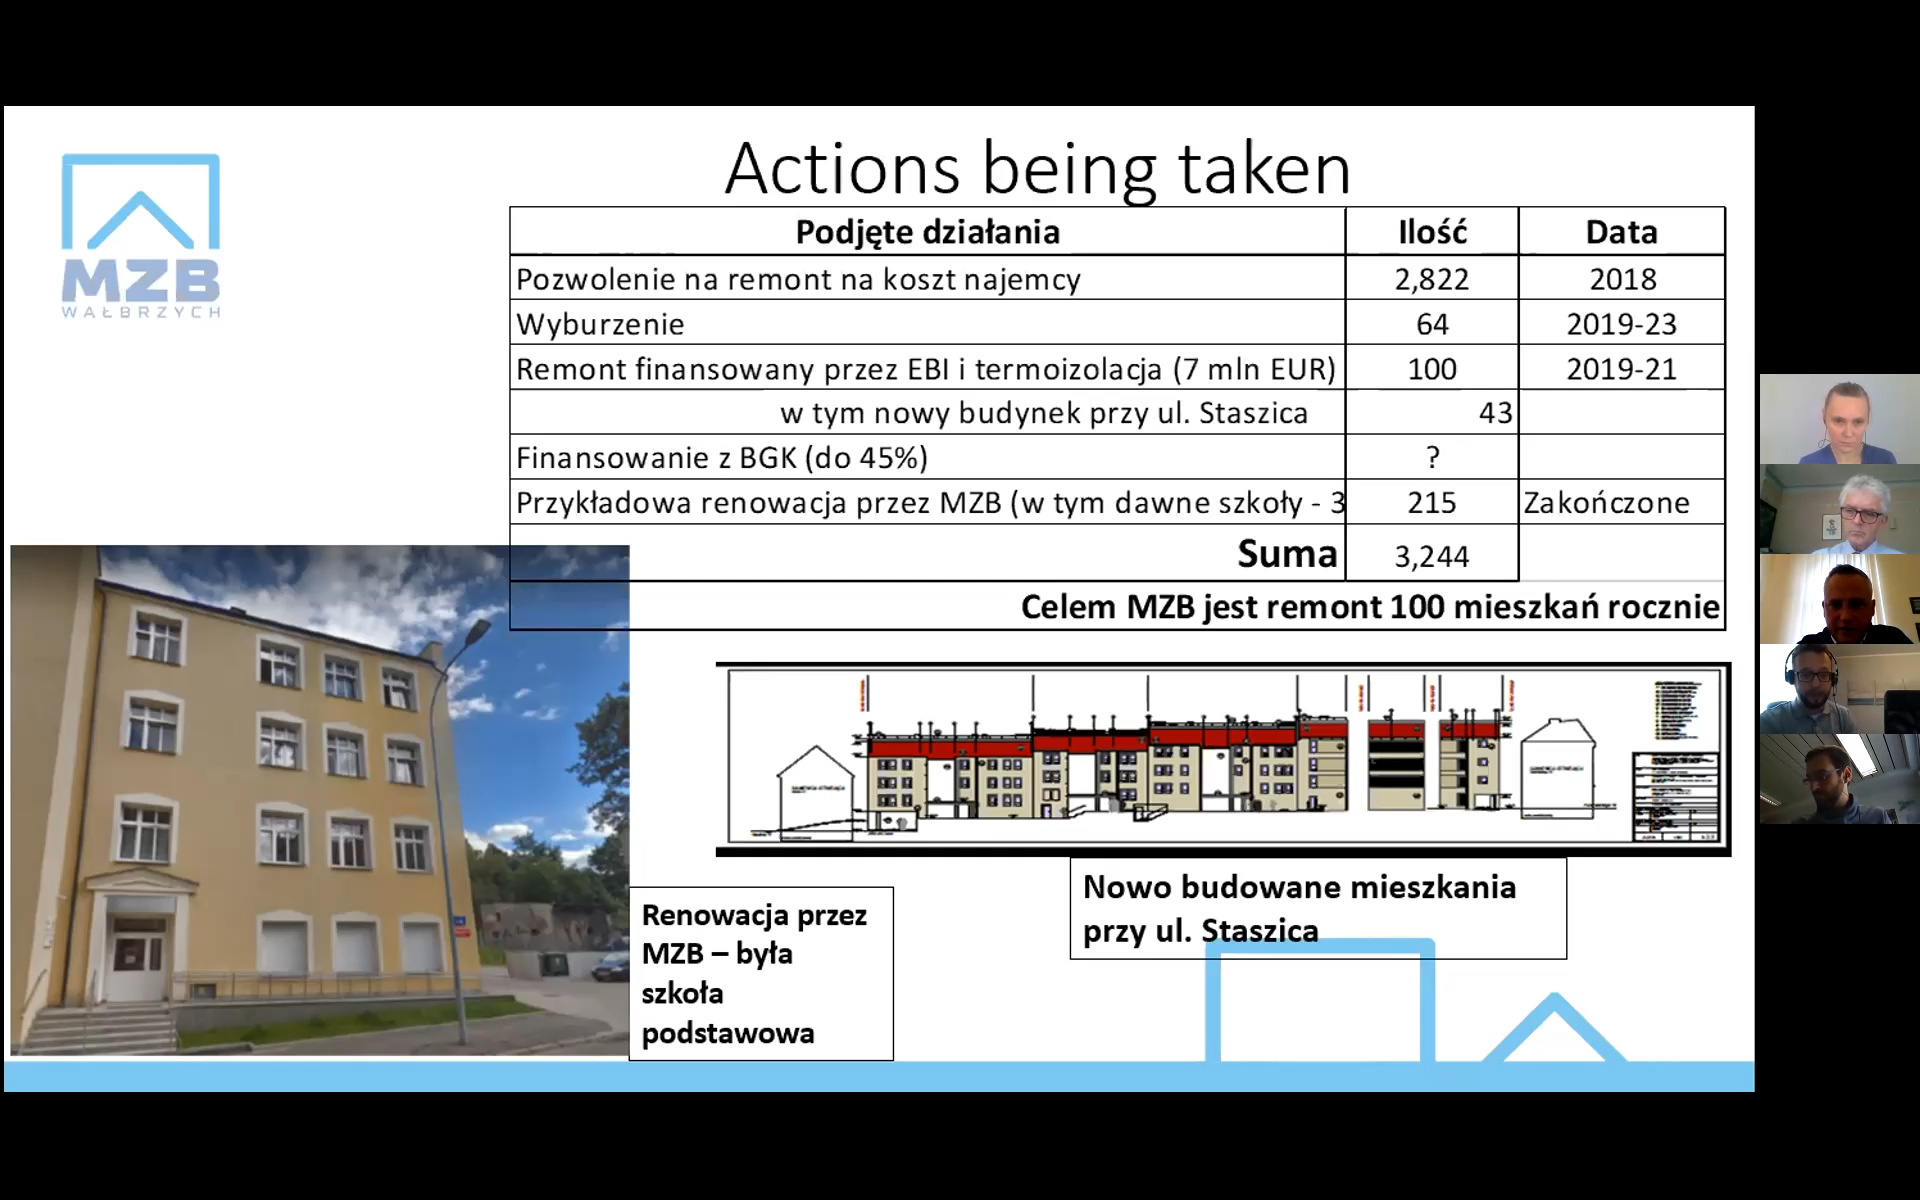 Actions being taken
MZB
WAŁBRZYCH
Podjęte działania Ilość Data
Pozwolenie na remont na koszt najemcy 2,822 2018
Wyburzenie 64 2019-23
Remont finansowany przez EBI i termoizolacja (7 mln EUR) 100 2019-21
w tym nowy budynek przy ul. Staszica 43
Finansowanie z BGK (do 45%) ?
Przykładowa renowacja przez MZB (w tym dawne szkoły - 3 215 Zakończone
Suma 3,244
Celem MZB jest remont 100 mieszkań rocznie
Nowo budowane mieszkania
przy ul. Staszica
Renowacja przez
MZB – była
szkoła
podstawowa